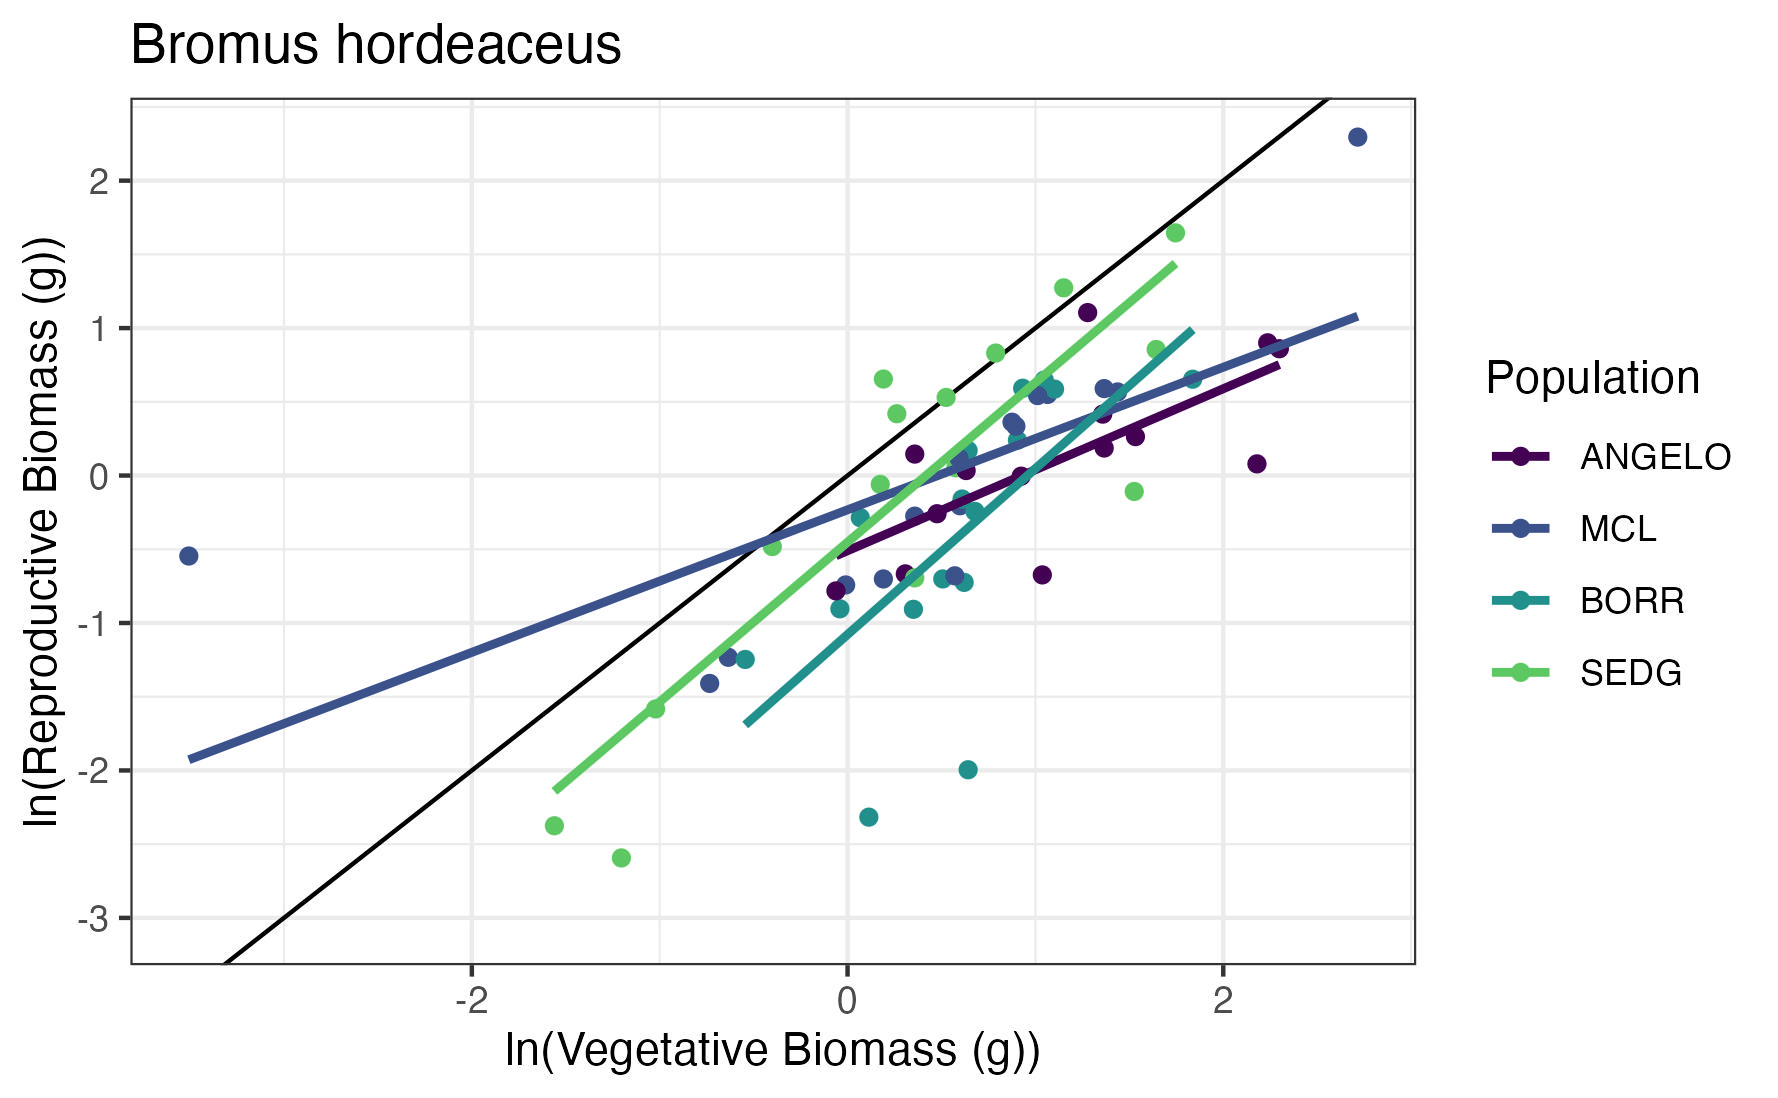 Bromus hordeaceus
ln(Reproductive Biomass (g))
2
1
0
-1
-2
-3
-2
0
2
ln(Vegetative Biomass (g))
Population
ANGELO
MCL
BORR
SEDG